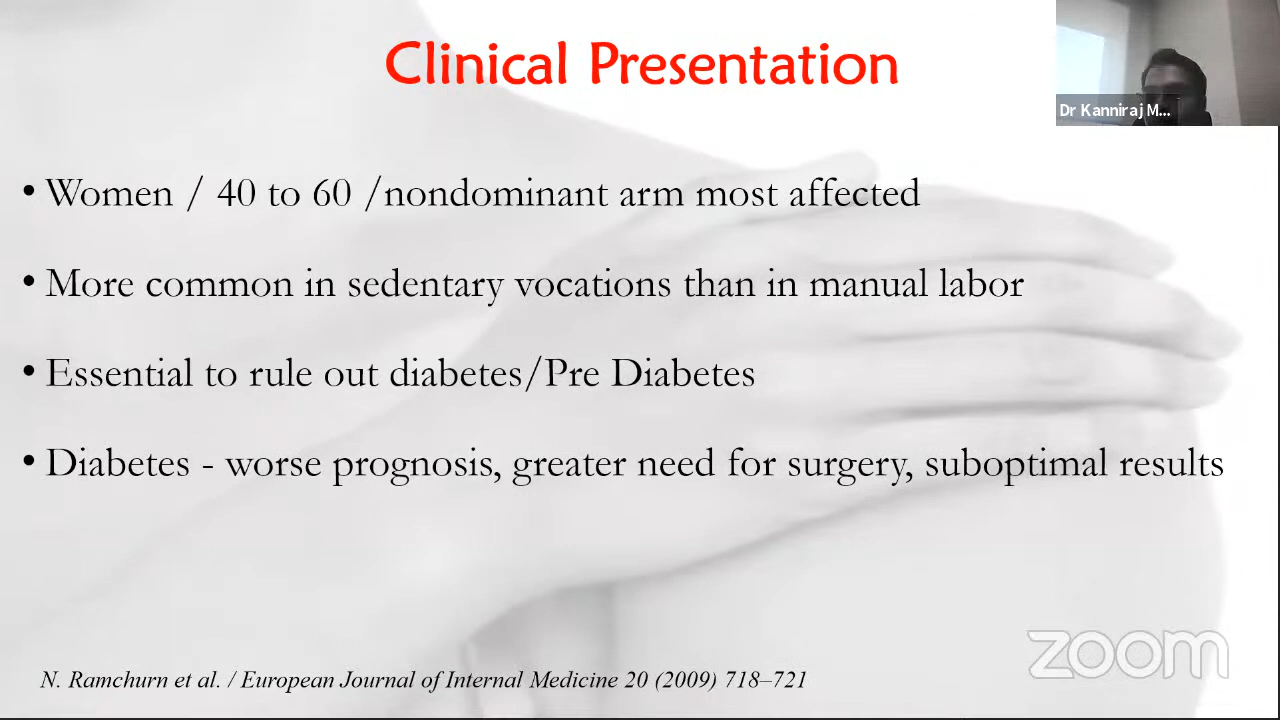 Clinical Presentation
Dr Kanniraj M...
• Women / 40 to 60 /nondominant arm most affected
• More common in sedentary vocations than in manual labor
• Essential to rule out diabetes/Pre Diabetes
• Diabetes - worse prognosis, greater need for surgery, suboptimal results
N. Ramchurn et al. / European Journal of Internal Medicine 20 (2009) 718–721
zoom